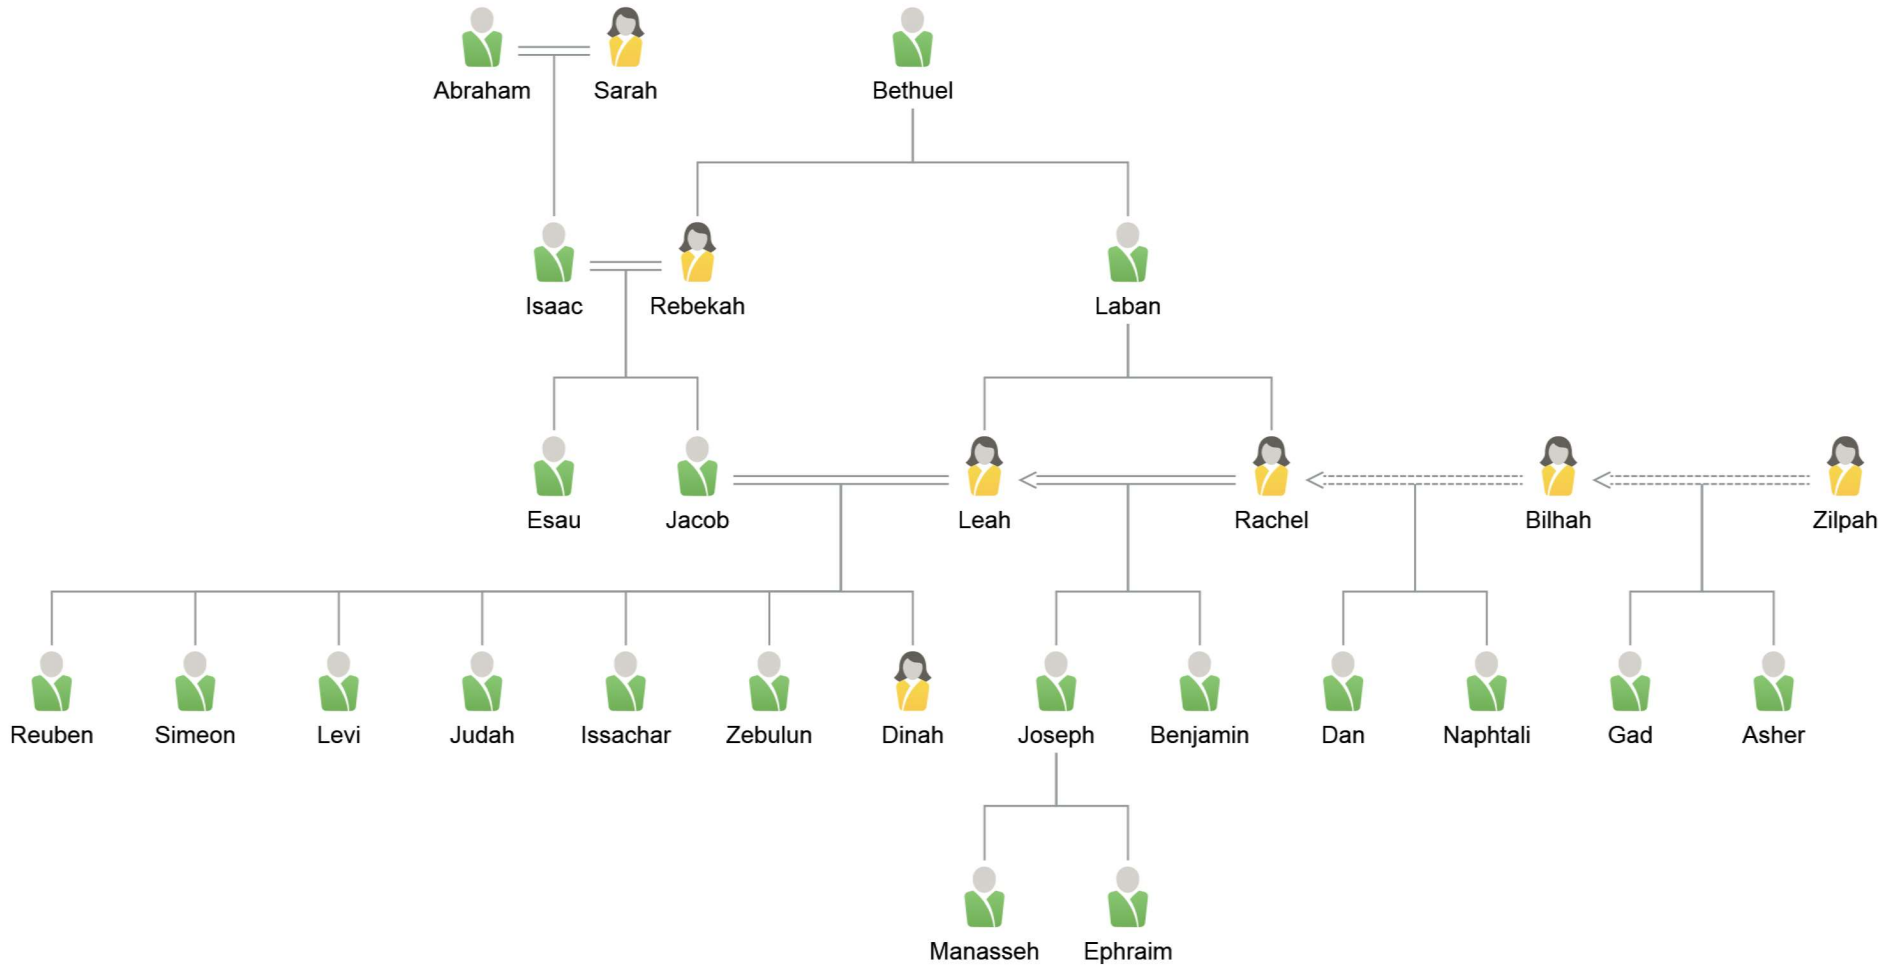 Abraham
Sarah
Bethuel
Isaac
Rebekah
Laban
Esau
Jacob
Leah
Rachel
Bilhah
Zilpah
Reuben
Simeon
Levi
Judah
Issachar
Zebulun
Dinah
Joseph
Benjamin
Dan
Naphtali
Gad
Asher
Manasseh
Ephraim